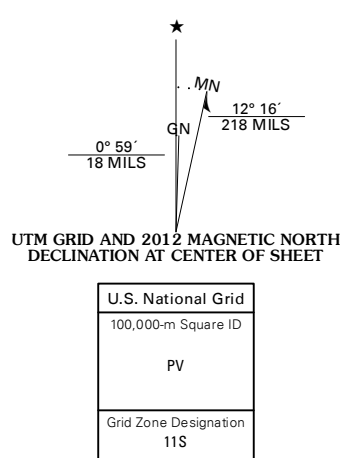 ★
MN
GN
12° 16´
218 MILS
0° 59´
18 MILS
UTM GRID AND 2012 MAGNETIC NORTH
DECLINATION AT CENTER OF SHEET
U.S. National Grid
100,000-m Square ID
PV
Grid Zone Designation
11S